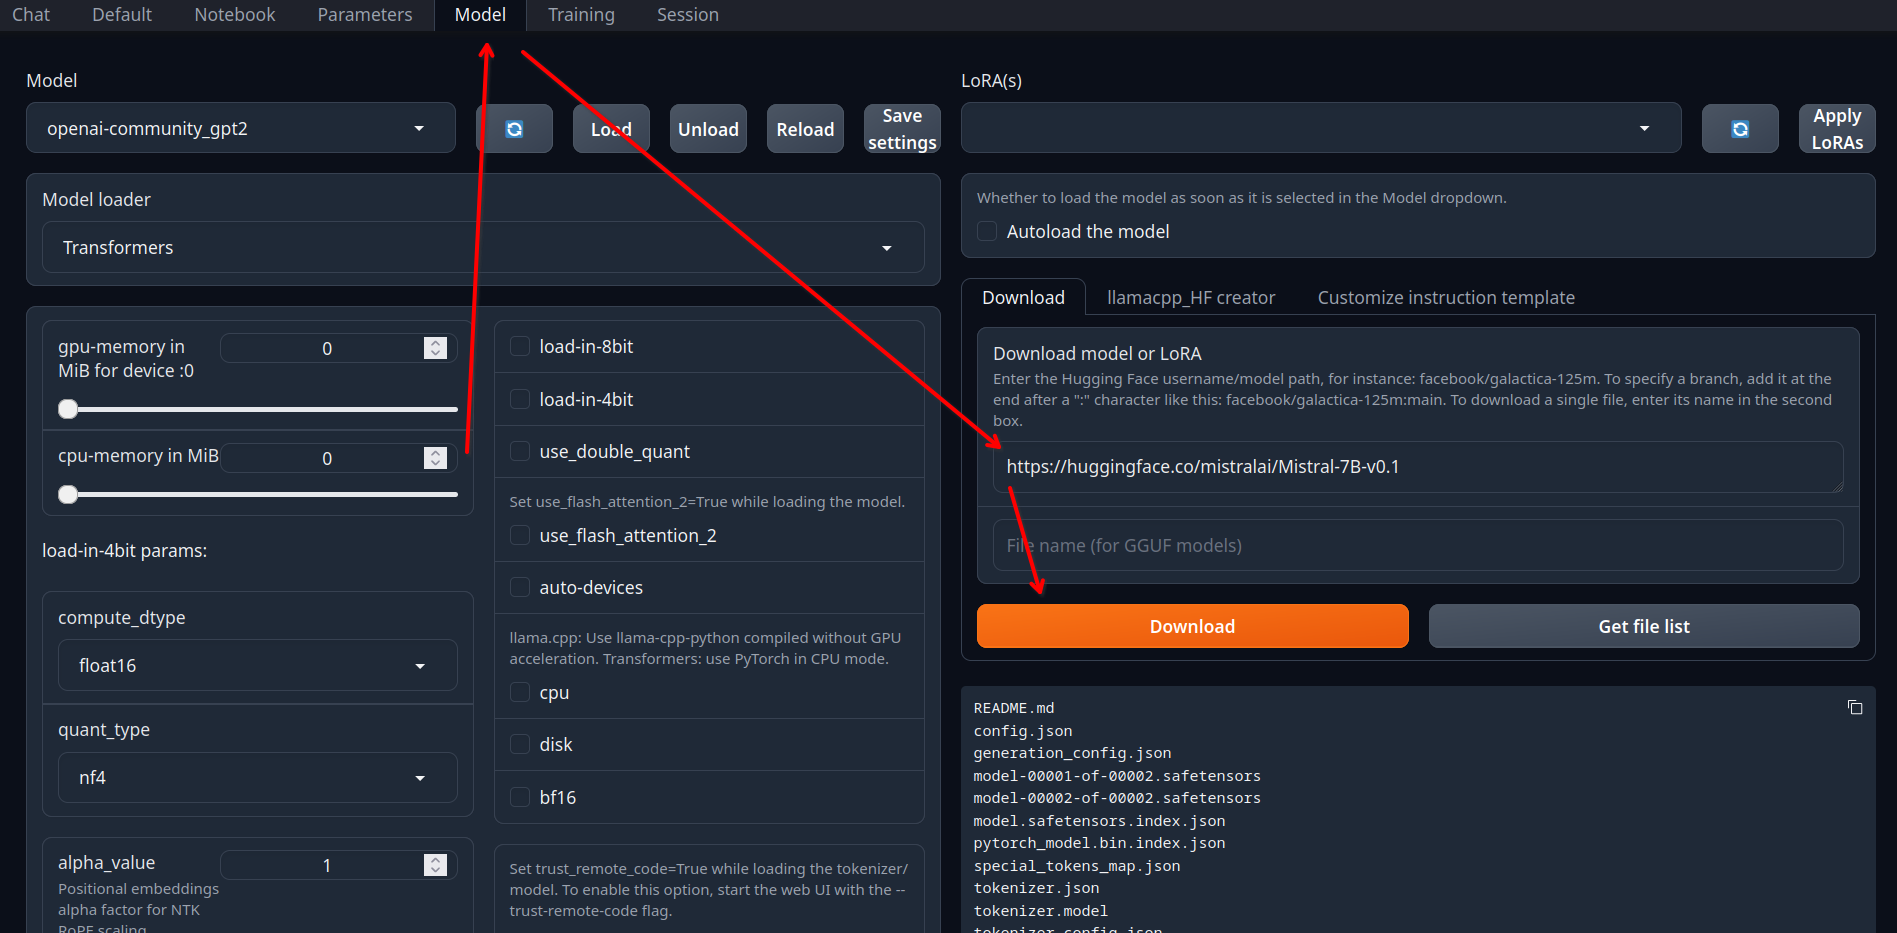 Chat Default Notebook Parameters Model Training Session
Model
openai-community_gpt2
Load
Unload
Reload
Save
settings
LoRA(s)
Apply
LoRAs
Model loader
Transformers
Whether to load the model as soon as it is selected in the Model dropdown.
Autoload the model
gpu-memory in
MiB for device :0
0
cpu-memory in MiB
0
load-in-4bit params:
compute_dtype
float16
quant_type
nf4
alpha_value
1
Positional embeddings
alpha factor for NTK
RoPE scaling
load-in-8bit
load-in-4bit
use_double_quant
Set use_flash_attention_2=True while loading the model.
use_flash_attention_2
auto-devices
llama.cpp: Use llama-cpp-python compiled without GPU
acceleration. Transformers: use PyTorch in CPU mode.
cpu
disk
bf16
Set trust_remote_code=True while loading the tokenizer/
model. To enable this option, start the web UI with the --
trust-remote-code flag.
Download llamacpp_HF creator Customize instruction template
Download model or LoRA
Enter the Hugging Face username/model path, for instance: facebook/galactica-125m. To specify a branch, add it at the
end after a ":" character like this: facebook/galactica-125m:main. To download a single file, enter its name in the second
box.
https://huggingface.co/mistralai/Mistral-7B-v0.1
File name (for GGUF models)
Download
Get file list
README.md
config.json
generation_config.json
model-00001-of-00002.safetensors
model-00002-of-00002.safetensors
model.safetensors.index.json
pytorch_model.bin.index.json
special_tokens_map.json
tokenizer.json
tokenizer.model
tokenizer_config.json